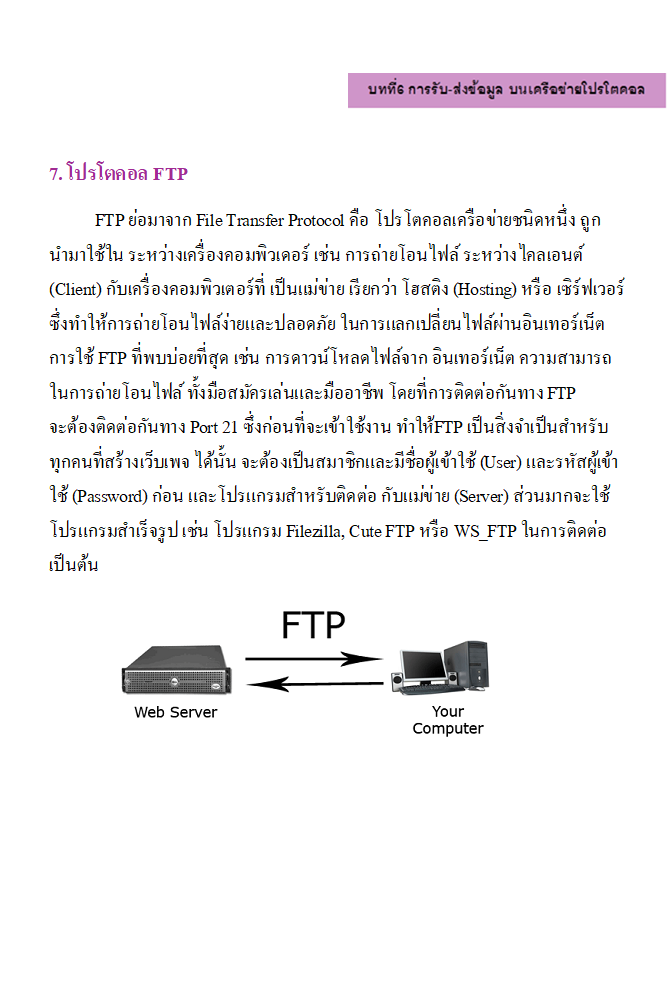 บทที่6 การรับ-ส่งข้อมูล บนเครือข่ายโปรโตคอล
7. โปรโตคอล FTP
FTP ย่อมาจาก File Transfer Protocol คือ โปรโตคอลเครือข่ายชนิดหนึ่ง ถูก
นำมาใช้ใน ระหว่างเครื่องคอมพิวเตอร์ เช่น การถ่ายโอนไฟล์ ระหว่างไคลเอนต์
(Client) กับเครื่องคอมพิวเตอร์ที่ เป็นแม่ข่าย เรียกว่า โฮสติง (Hosting) หรือ เซิร์ฟเวอร์
ซึ่งทำให้การถ่ายโอนไฟล์ง่ายและปลอดภัย ในการแลกเปลี่ยนไฟล์ผ่านอินเทอร์เน็ต
การใช้ FTP ที่พบบ่อยที่สุด เช่น การดาวน์โหลดไฟล์จาก อินเทอร์เน็ต ความสามารถ
ในการถ่ายโอนไฟล์ ทั้งมือสมัครเล่นและมืออาชีพ โดยที่การติดต่อกันทาง FTP
จะต้องติดต่อกันทาง Port 21 ซึ่งก่อนที่จะเข้าใช้งาน ทำให้FTP เป็นสิ่งจำเป็นสำหรับ
ทุกคนที่สร้างเว็บเพจ ได้นั้น จะต้องเป็นสมาชิกและมีชื่อผู้เข้าใช้ (User) และรหัสผู้เข้า
ใช้ (Password) ก่อน และโปรแกรมสำหรับติดต่อ กับแม่ข่าย (Server) ส่วนมากจะใช้
โปรแกรมสำเร็จรูป เช่น โปรแกรม Filezilla, Cute FTP หรือ WS_FTP ในการติดต่อ
เป็นต้น
FTP
Web Server
Your
Computer